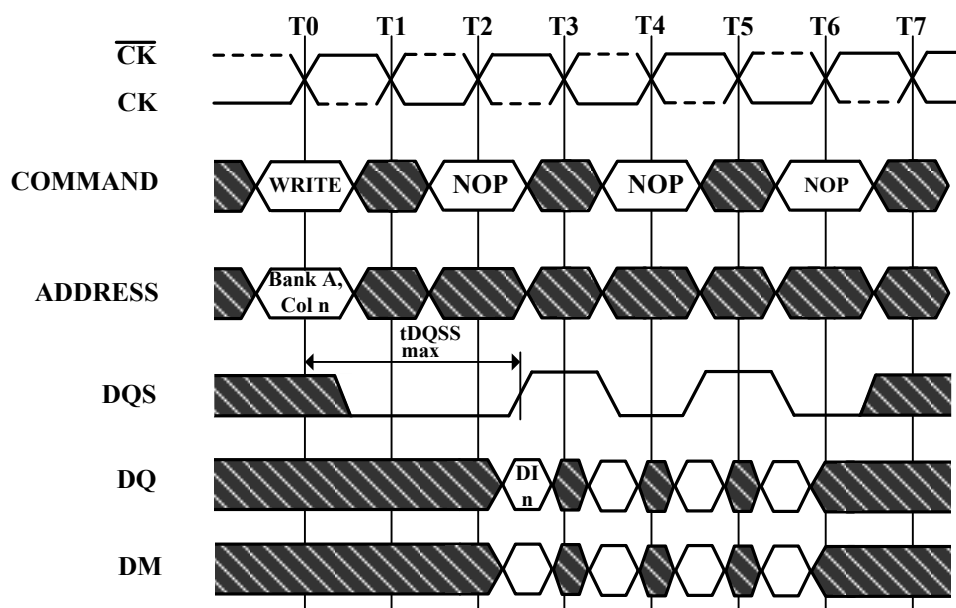 T0 T1 T2 T3 T4 T5 T6 T7
CK
CK
COMMAND WRITE NOP NOP NOP
ADDRESS Bank A,
Col n
tDQSS
max
DQS
DQ DI
n
DM